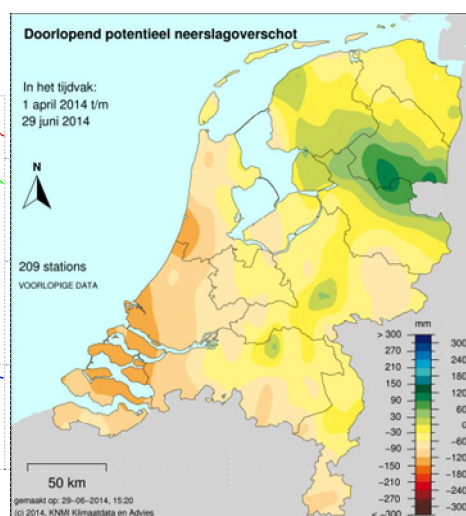 Doorlopend potentieel neerslagoverschot
In het tijdvak:
1 april 2014 t/m
29 juni 2014
N
209 stations
VOORLOPIGE DATA
mm
> 300
300
270
240
210
180
150
120
90
60
30
0
-30
-60
-90
-120
-150
-180
-210
-240
-270
-300
< -300
50 km
gemaakt op: 29-06-2014, 15:20
(c) 2014, KNMI Klimaatdata en Advies